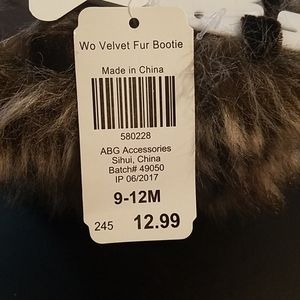 Wo Velvet Fur Bootie
Made in China
580228
ABG Accessories
Sihui, China
Batch# 49050
IP 06/2017
9-12M
245 12.99